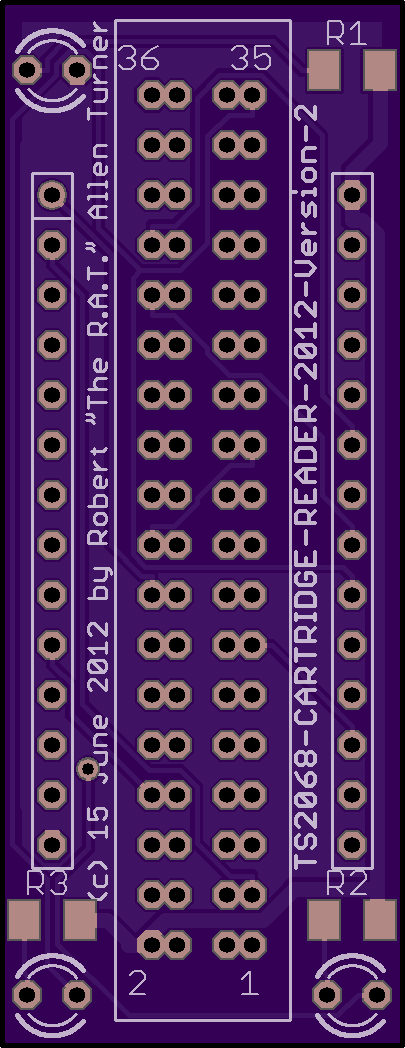 R1
36 35
(c) 15 June 2012 by Robert "The R.A.T." Allen Turner
TS2068-CARTRIDGE-READER-2012-Version-2
R3 R2
2 1